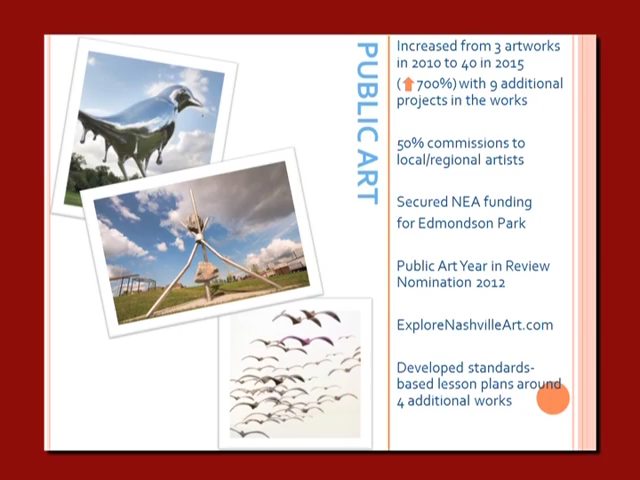 PUBLIC ART
Increased from 3 artworks
in 2010 to 40 in 2015
(700%) with 9 additional
projects in the works
50% commissions to
local/regional artists
Secured NEA funding
for Edmondson Park
Public Art Year in Review
Nomination 2012
ExploreNashvilleArt.com
Developed standards-
based lesson plans around
4 additional works